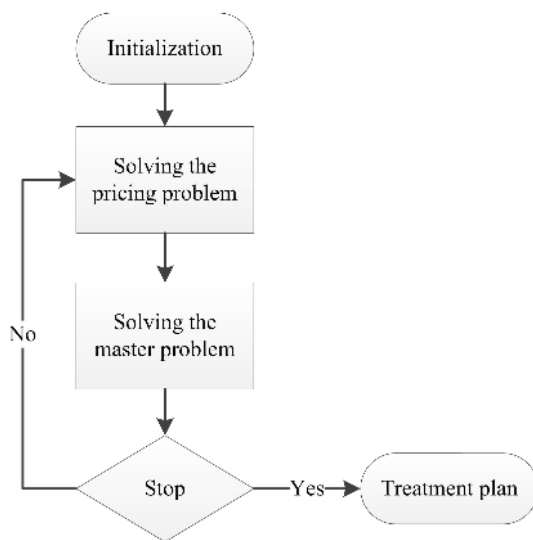 Initialization
Solving the
pricing problem
Solving the
master problem
No
Stop
Yes
Treatment plan